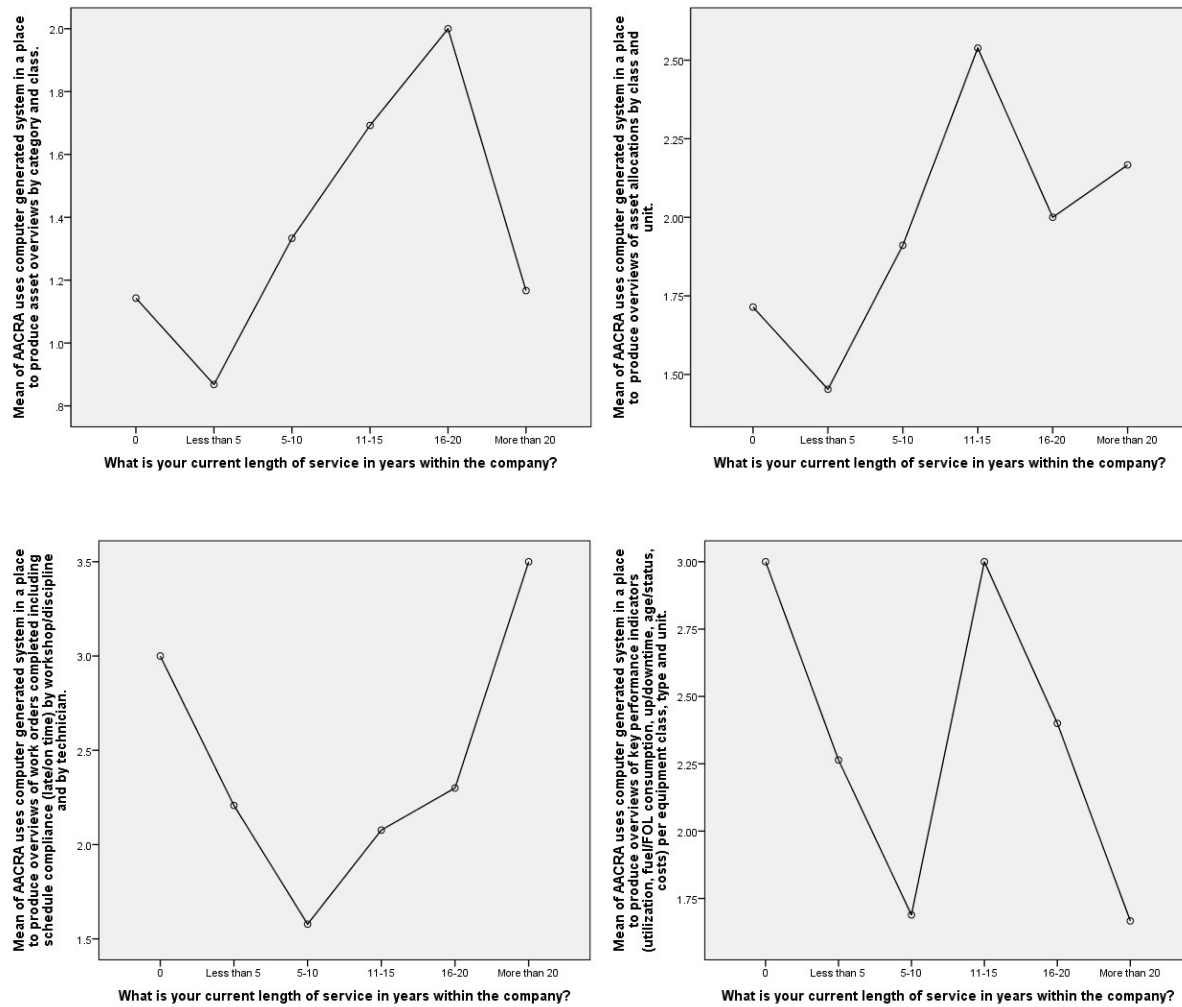 Mean of AACRA uses computer generated system in a place
to produce asset overviews by category and class.
2.0
1.8
1.6
1.4
1.2
1.0
.8
0
Less than 5
5-10
11-15
16-20
More than 20
What is your current length of service in years within the company?
Mean of AACRA uses computer generated system in a place
to produce overviews of asset allocations by class and
unit.
2.50
2.25
2.00
1.75
1.50
0
Less than 5
5-10
11-15
16-20
More than 20
What is your current length of service in years within the company?
Mean of AACRA uses computer generated system in a place
to produce overviews of work orders completed including
schedule compliance (late/on time) by workshop/discipline
and by technician.
3.5
3.0
2.5
2.0
1.5
0
Less than 5
5-10
11-15
16-20
More than 20
What is your current length of service in years within the company?
Mean of AACRA uses computer generated system in a place
to produce overviews of key performance indicators
(utilization, fuel/FOL consumption, up/downtime, age/status,
costs) per equipment class, type and unit.
3.00
2.75
2.50
2.25
2.00
1.75
0
Less than 5
5-10
11-15
16-20
More than 20
What is your current length of service in years within the company?